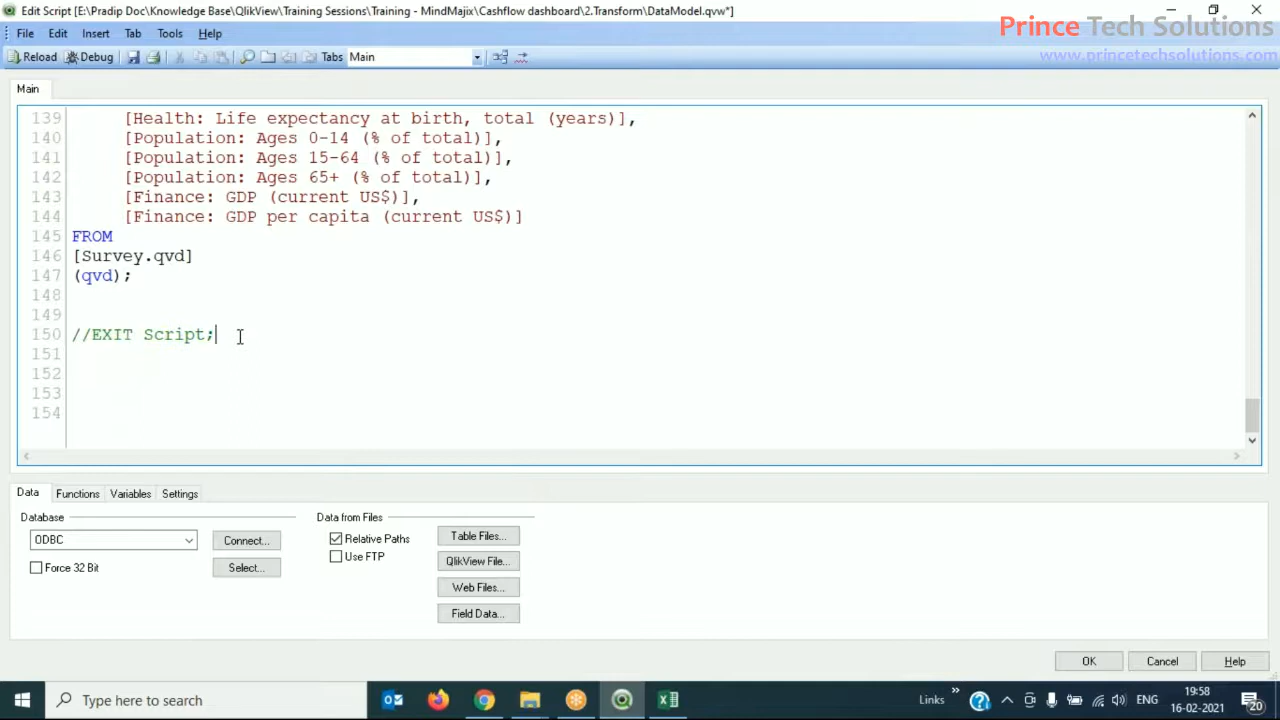 Edit Script [E:\Pradip Doc\Knowledge Base\QlikView\Training Sessions\Training - MindMajix\Cashflow dashboard\2.Transform\DataModel.qvw*]
Prince Tech Solutions
www.princetechsolutions.com
File Edit Insert Tab Tools Help
Reload Debug Tabs Main
Main
139 [Health: Life expectancy at birth, total (years)],
140 [Population: Ages 0-14 (% of total)],
141 [Population: Ages 15-64 (% of total)],
142 [Population: Ages 65+ (% of total)],
143 [Finance: GDP (current US$)],
144 [Finance: GDP per capita (current US$)]
145 FROM
146 [Survey.qvd]
147 (qvd);
148
149
150 //EXIT Script;
151
152
153
154
Data Functions Variables Settings
Database
Data from Files
ODBC
Connect...
Relative Paths
Table Files...
Force 32 Bit
Select...
Use FTP
QlikView File...
Web Files...
Field Data...
OK Cancel Help
Type here to search
Links
ENG
19:58
16-02-2021
20